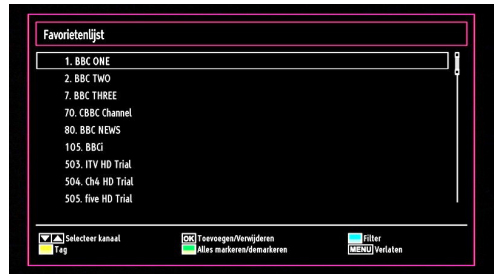 Favorietenlijst
1. BBC ONE
2. BBC TWO
7. BBC THREE
70. CBBC Channel
80. BBC NEWS
105. BBCi
503. ITV HD Trial
504. Ch4 HD Trial
505. five HD Trial
Selecteer kanaal OK Toevoegen/Verwijderen Filter
Tag Alles markeren/demarkeren MENU Verlaten